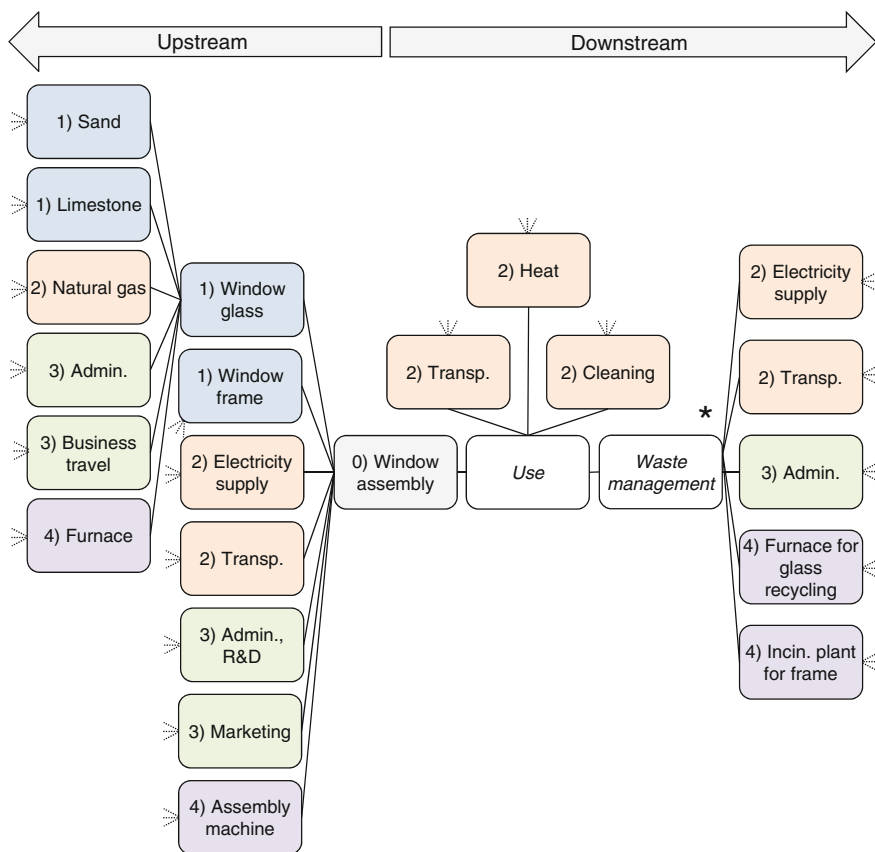 Upstream
Downstream
1) Sand
1) Limestone
2) Natural gas
3) Admin.
3) Business
travel
4) Furnace
1) Window
glass
1) Window
frame
2) Electricity
supply
2) Transp.
3) Admin.,
R&D
3) Marketing
4) Assembly
machine
0) Window
assembly
2) Heat
2) Transp.
2) Cleaning
Use
Waste
management
*
2) Electricity
supply
2) Transp.
3) Admin.
4) Furnace for
glass
recycling
4) Incin. plant
for frame